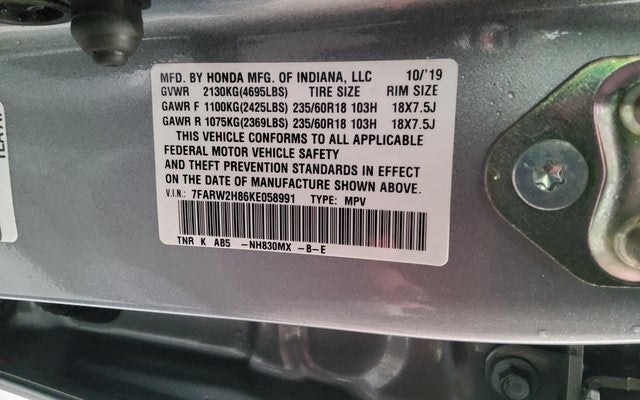 MFD. BY HONDA MFG. OF INDIANA, LLC 10/'19
GVWR 2130KG(4695LBS) TIRE SIZE RIM SIZE
GAWR F 1100KG(2425LBS) 235/60R18 103H 18X7.5J
GAWR R 1075KG(2369LBS) 235/60R18 103H 18X7.5J
THIS VEHICLE CONFORMS TO ALL APPLICABLE
FEDERAL MOTOR VEHICLE SAFETY
AND THEFT PREVENTION STANDARDS IN EFFECT
ON THE DATE OF MANUFACTURE SHOWN ABOVE.
V.I.N.: 7FARW2H86KE058991 TYPE: MPV
TNR K AB5 -NH830MX -B-E